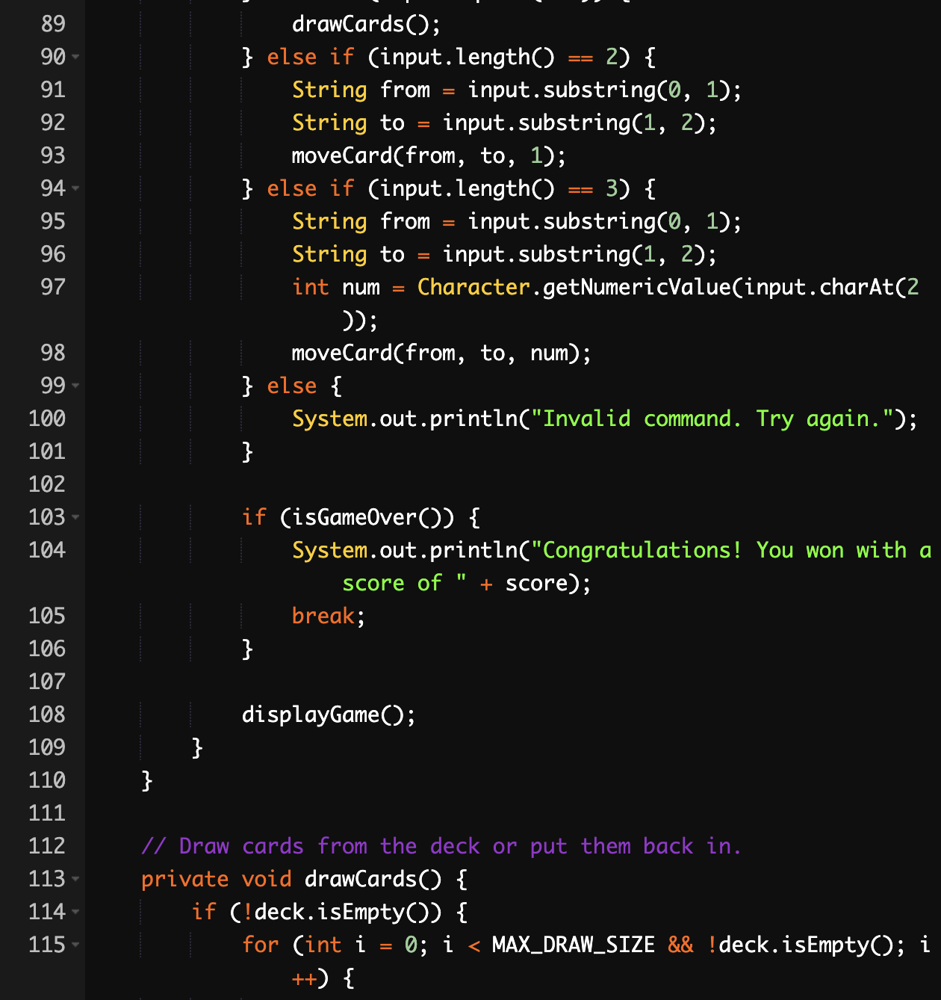 89 drawCards();
90 } else if (input.length() == 2) {
91 String from = input.substring(0, 1);
92 String to = input.substring(1, 2);
93 moveCard(from, to, 1);
94 } else if (input.length() == 3) {
95 String from = input.substring(0, 1);
96 String to = input.substring(1, 2);
97 int num = Character.getNumericValue(input.charAt(2
));
98 moveCard(from, to, num);
99 } else {
100 System.out.println("Invalid command. Try again.");
101 }
102
103 if (isGameOver()) {
104 System.out.println("Congratulations! You won with a
score of " + score);
105 break;
106 }
107
108 displayGame();
109 }
110 }
111
112 // Draw cards from the deck or put them back in.
113 private void drawCards() {
114 if (!deck.isEmpty()) {
115 for (int i = 0; i < MAX_DRAW_SIZE && !deck.isEmpty(); i
++) {